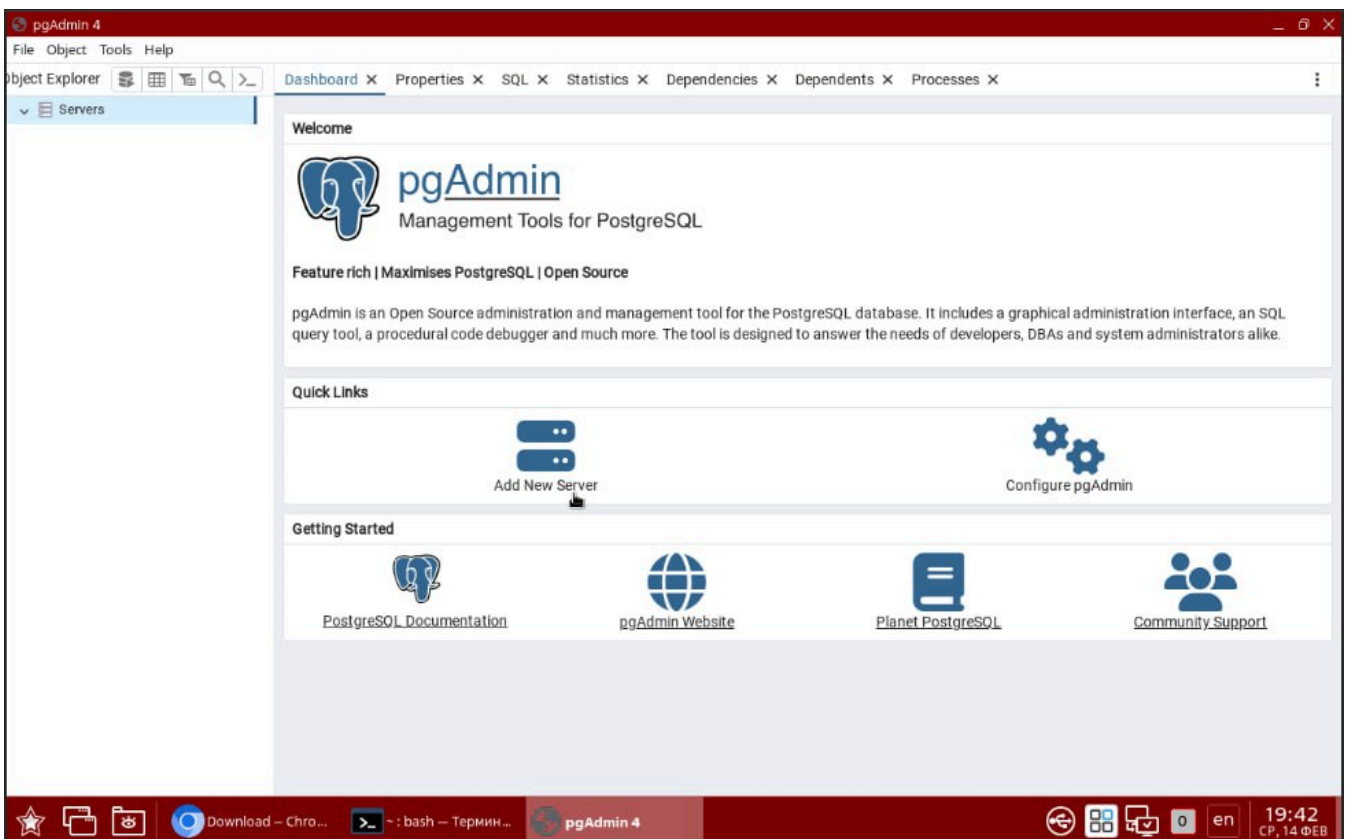 pgAdmin 4
File Object Tools Help
Object Explorer
Dashboard Properties SQL Statistics Dependencies Dependents Processes
Servers
Welcome
pgAdmin
Management Tools for PostgreSQL
Feature rich | Maximises PostgreSQL | Open Source
pgAdmin is an Open Source administration and management tool for the PostgreSQL database. It includes a graphical administration interface, an SQL
query tool, a procedural code debugger and much more. The tool is designed to answer the needs of developers, DBAs and system administrators alike.
Quick Links
Add New Server
Configure pgAdmin
Getting Started
PostgreSQL Documentation
pgAdmin Website
Planet PostgreSQL
Community Support
Download – Chro...
~ : bash — Термин...
pgAdmin 4
0
en
19:42
СР, 14 ФЕВ